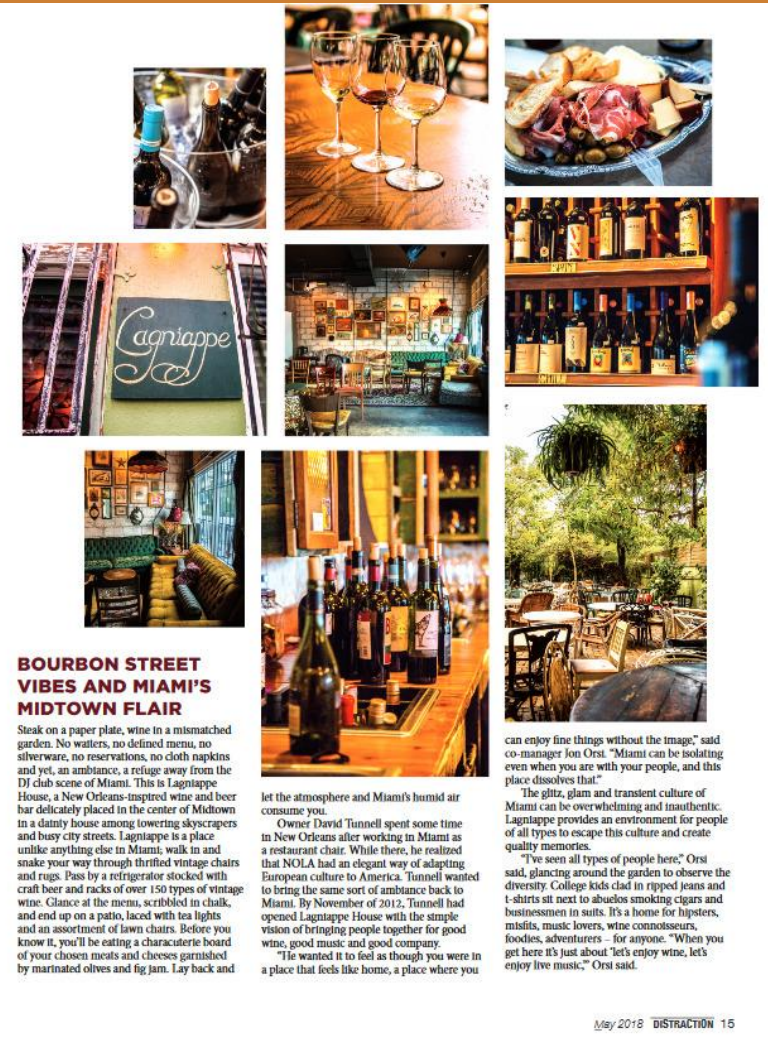 Lagniappe
BOURBON STREET
VIBES AND MIAMI'S
MIDTOWN FLAIR
Steak on a paper plate, wine in a mismatched
garden. No waiters, no defined menu, no
silverware, no reservations, no cloth napkins
and yet, an ambiance, a refuge away from the
DJ club scene of Miami. This is Lagniappe
House, a New Orleans-inspired wine and beer
bar delicately placed in the center of Midtown
in a dainty house among towering skyscrapers
and busy city streets. Lagniappe is a place
unlike anything else in Miami; walk in and
snake your way through thrifted vintage chairs
and rugs. Pass by a refrigerator stocked with
craft beer and racks of over 150 types of vintage
wine. Glance at the menu, scribbled in chalk,
and end up on a patio, laced with tea lights
and an assortment of lawn chairs. Before you
know it, you'll be eating a characuterie board
of your chosen meats and cheeses garnished
by marinated olives and fig jam. Lay back and
let the atmosphere and Miami's humid air
consume you.
Owner David Tunnell spent some time
in New Orleans after working in Miami as
a restaurant chair. While there, he realized
that NOLA had an elegant way of adapting
European culture to America. Tunnell wanted
to bring the same sort of ambiance back to
Miami. By November of 2012, Tunnell had
opened Lagniappe House with the simple
vision of bringing people together for good
wine, good music and good company.
"He wanted it to feel as though you were in
a place that feels like home, a place where you
can enjoy fine things without the image," said
co-manager Jon Orsi. "Miami can be isolating
even when you are with your people, and this
place dissolves that."
The glitz, glam and transient culture of
Miami can be overwhelming and inauthentic.
Lagniappe provides an environment for people
of all types to escape this culture and create
quality memories.
"I've seen all types of people here," Orsi
said, glancing around the garden to observe the
diversity. College kids clad in ripped jeans and
t-shirts sit next to abuelos smoking cigars and
businessmen in suits. It's a home for hipsters,
misfits, music lovers, wine connoisseurs,
foodies, adventurers – for anyone. "When you
get here it's just about 'let's enjoy wine, let's
enjoy live music,'" Orsi said.
May 2018 DISTRACTION 15